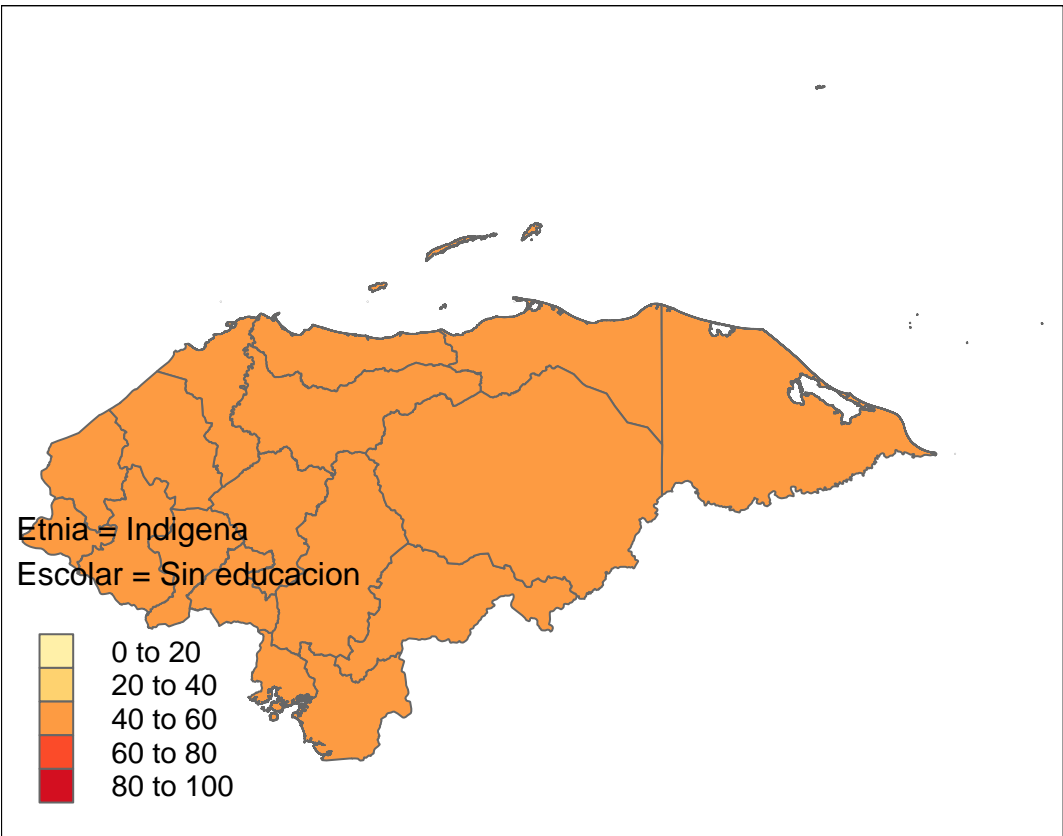 Etnia = Indigena
Escolar = Sin educacion
0 to 20
20 to 40
40 to 60
60 to 80
80 to 100